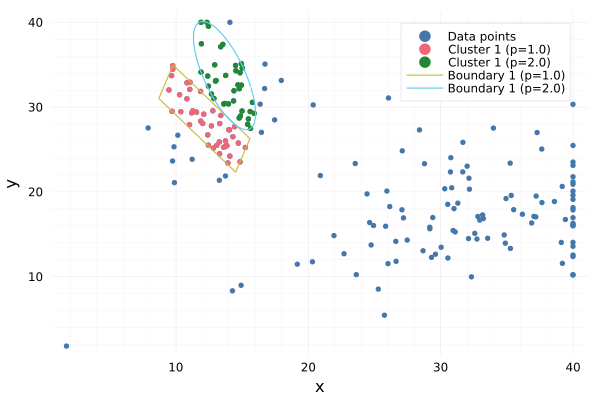 Data points
Cluster 1 (p=1.0)
Cluster 1 (p=2.0)
Boundary 1 (p=1.0)
Boundary 1 (p=2.0)
40
30
20
10
y
10
20
30
40
x